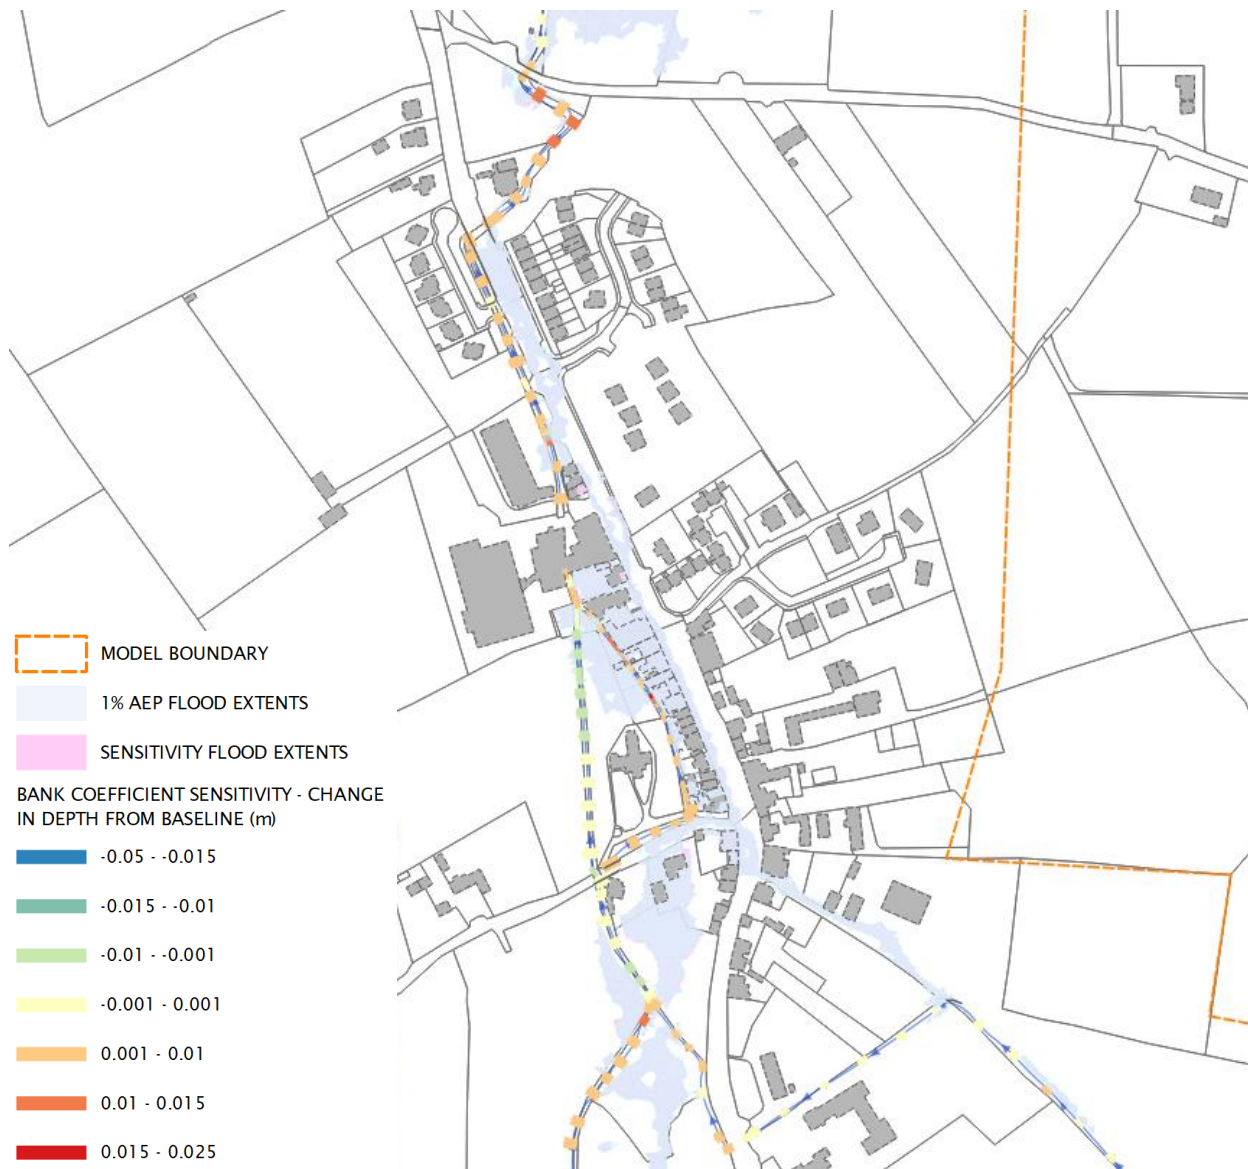 MODEL BOUNDARY
1% AEP FLOOD EXTENTS
SENSITIVITY FLOOD EXTENTS
BANK COEFFICIENT SENSITIVITY - CHANGE
IN DEPTH FROM BASELINE (m)
-0.05 - -0.015
-0.015 - -0.01
-0.01 - -0.001
-0.001 - 0.001
0.001 - 0.01
0.01 - 0.015
0.015 - 0.025